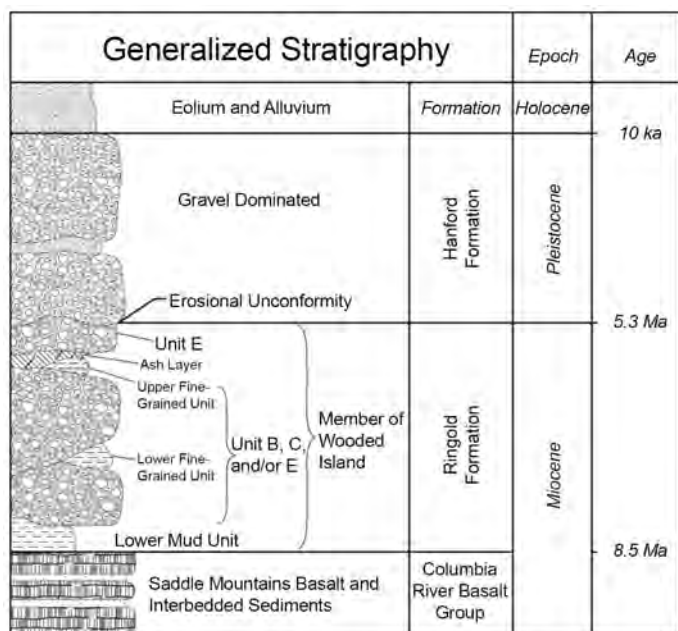 Generalized Stratigraphy
Epoch
Age
Eolium and Alluvium
Formation
Holocene
10 ka
Gravel Dominated
Hanford
Formation
Pleistocene
Erosional Unconformity
5.3 Ma
Unit E
Ash Layer
Upper Fine-
Grained Unit
Lower Fine-
Grained Unit
Unit B, C,
and/or E
Member of
Wooded
Island
Ringold
Formation
Miocene
Lower Mud Unit
8.5 Ma
Saddle Mountains Basalt and
Interbedded Sediments
Columbia
River Basalt
Group